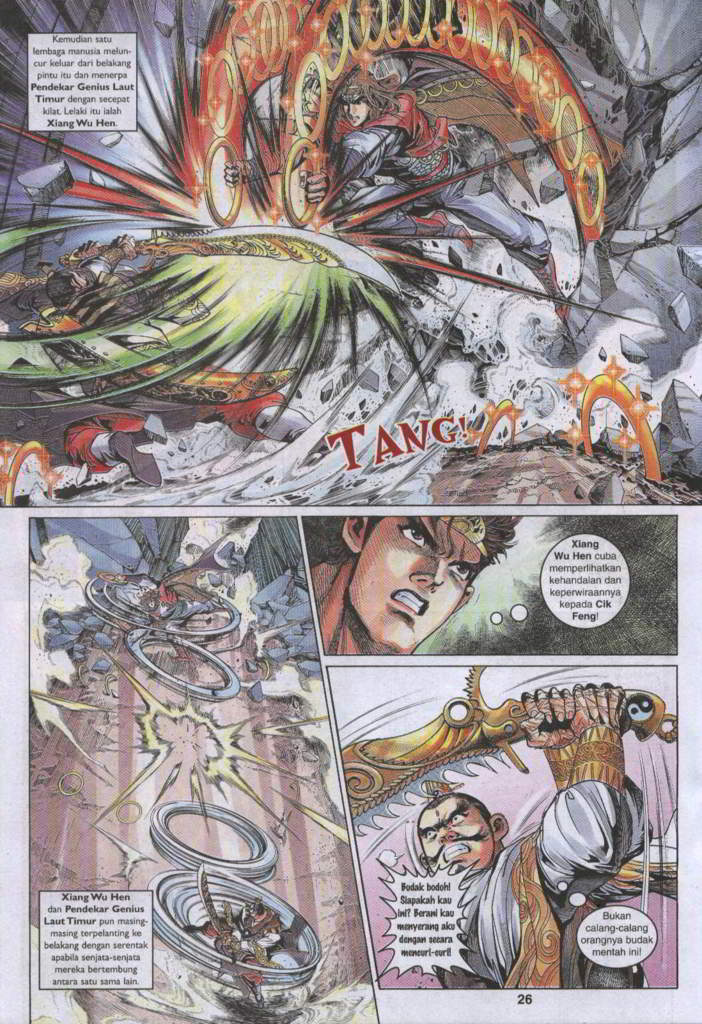 Kemudian satu
lembaga manusia melun-
cur keluar dari belakang
pintu itu dan menerpa
Pendekar Genius Laut
Timur dengan secepat
kilat. Lelaki itu ialah
Xiang Wu Hen.
TANG!
Xiang
Wu Hen cuba
memperlihatkan
kehandalan dan
keperwiraannya
kepada Cik
Feng!
Xiang Wu Hen
dan Pendekar Genius
Laut Timur pun masing-
masing terpelanting ke
belakang dengan serentak
apabila senjata-senjata
mereka bertembung
antara satu sama lain.
Budak bodoh!
Siapakah kau
ini? Berani kau
menyerang aku
dengan secara
mencuri-curi!
Bukan
calang-calang
orangnya budak
mentah ini!
26